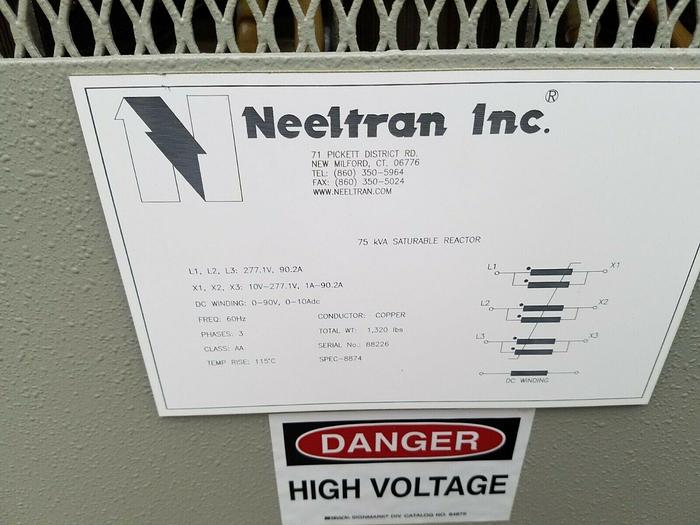 Neeltran Inc.®
71 PICKETT DISTRICT RD.
NEW MILFORD, CT. 06776
TEL: (860) 350-5964
FAX: (860) 350-5024
WWW.NEELTRAN.COM
75 kVA SATURABLE REACTOR
L1, L2, L3: 277.1V, 90.2A
X1, X2, X3: 10V-277.1V, 1A-90.2A
DC WINDING: 0-90V, 0-10Adc
FREQ: 60Hz
PHASES: 3
CLASS: AA
TEMP RISE: 115°C
CONDUCTOR: COPPER
TOTAL WT: 1,320 lbs
SERIAL No.: 88226
SPEC-8874
L1 X1
L2 X2
L3 X3
DC WINDING
DANGER
HIGH VOLTAGE
SIGNMARK® DIV. CATALOG NO.